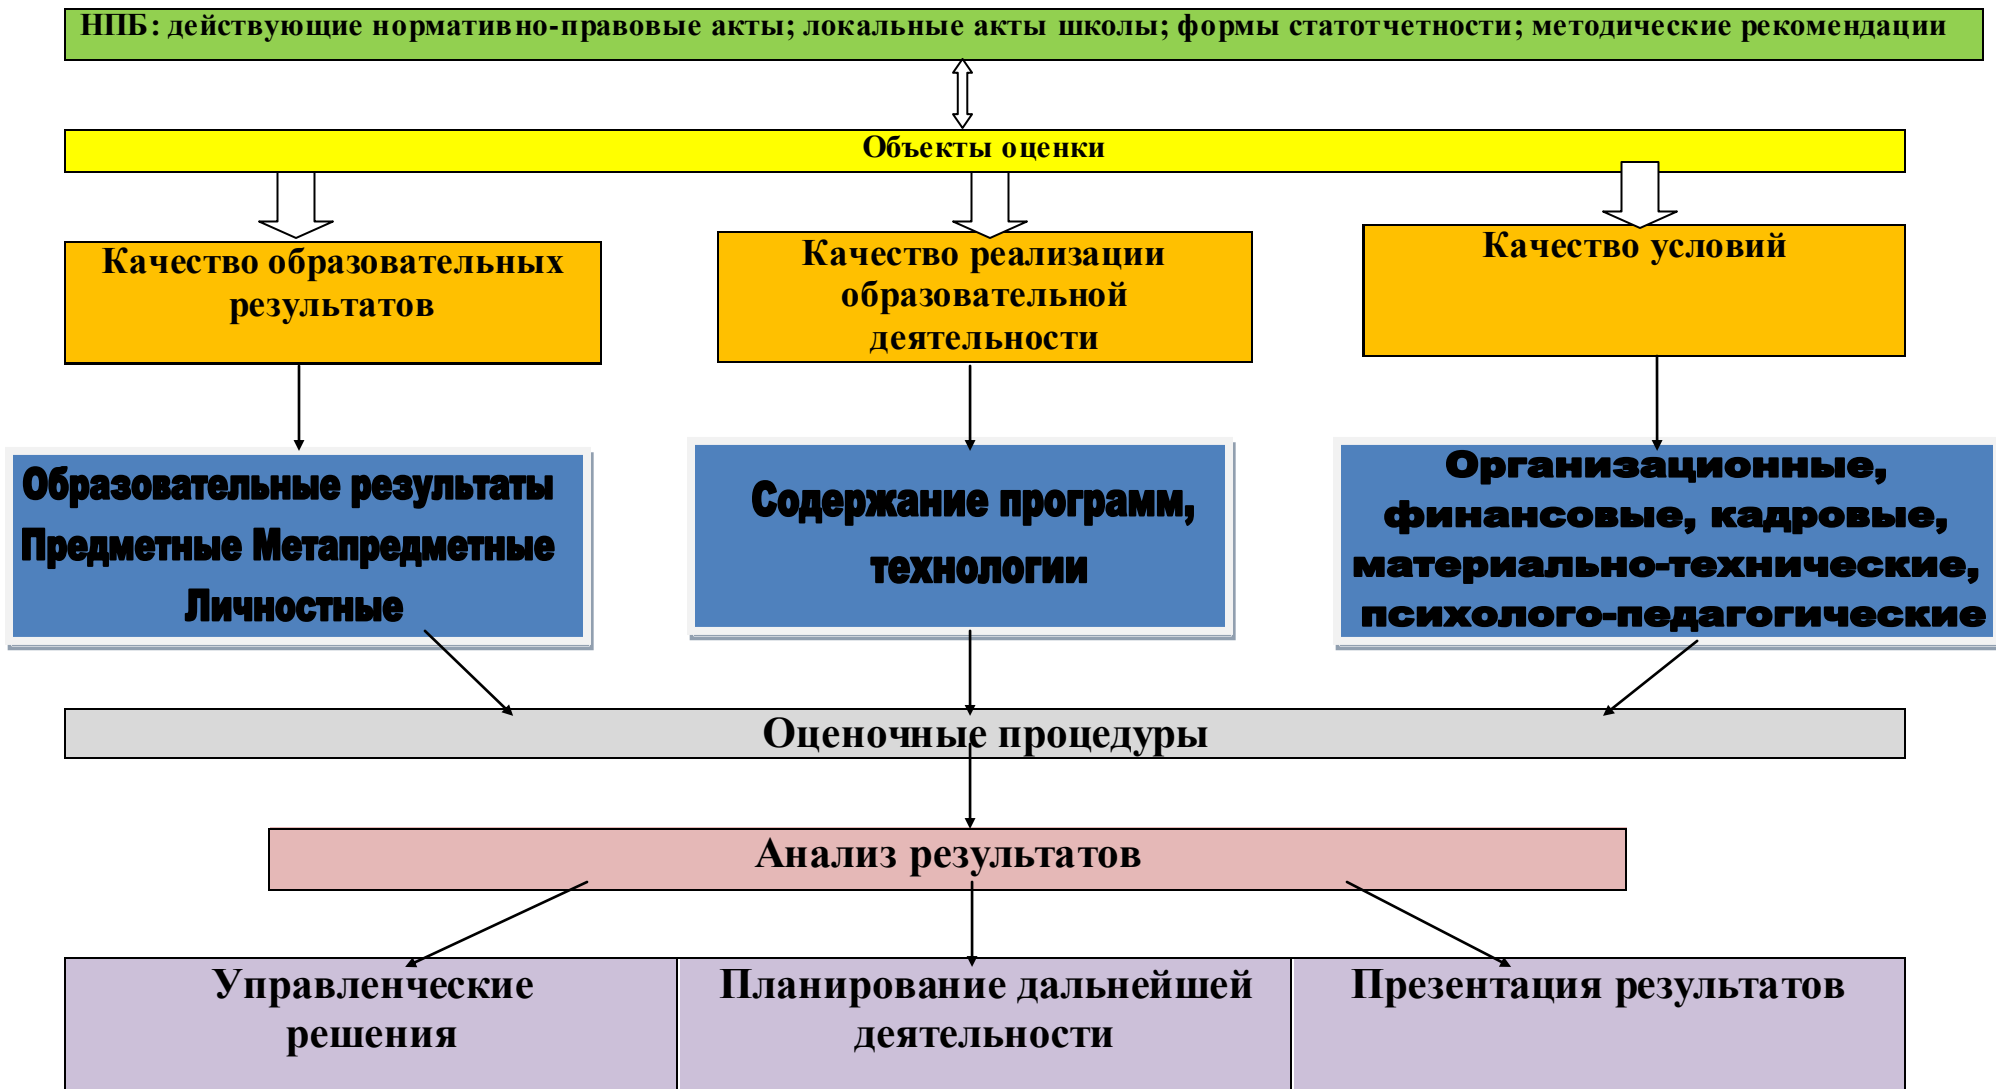 НПБ: действующие нормативно-правовые акты; локальные акты школы; формы статотчетности; методические рекомендации
Объекты оценки
Качество образовательных
результатов
Качество реализации
образовательной
деятельности
Качество условий
Образовательные результаты
Предметные Метапредметные
Личностные
Содержание программ,
технологии
Организационные,
финансовые, кадровые,
материально-технические,
психолого-педагогические
Оценочные процедуры
Анализ результатов
Управленческие
решения
Планирование дальнейшей
деятельности
Презентация результатов